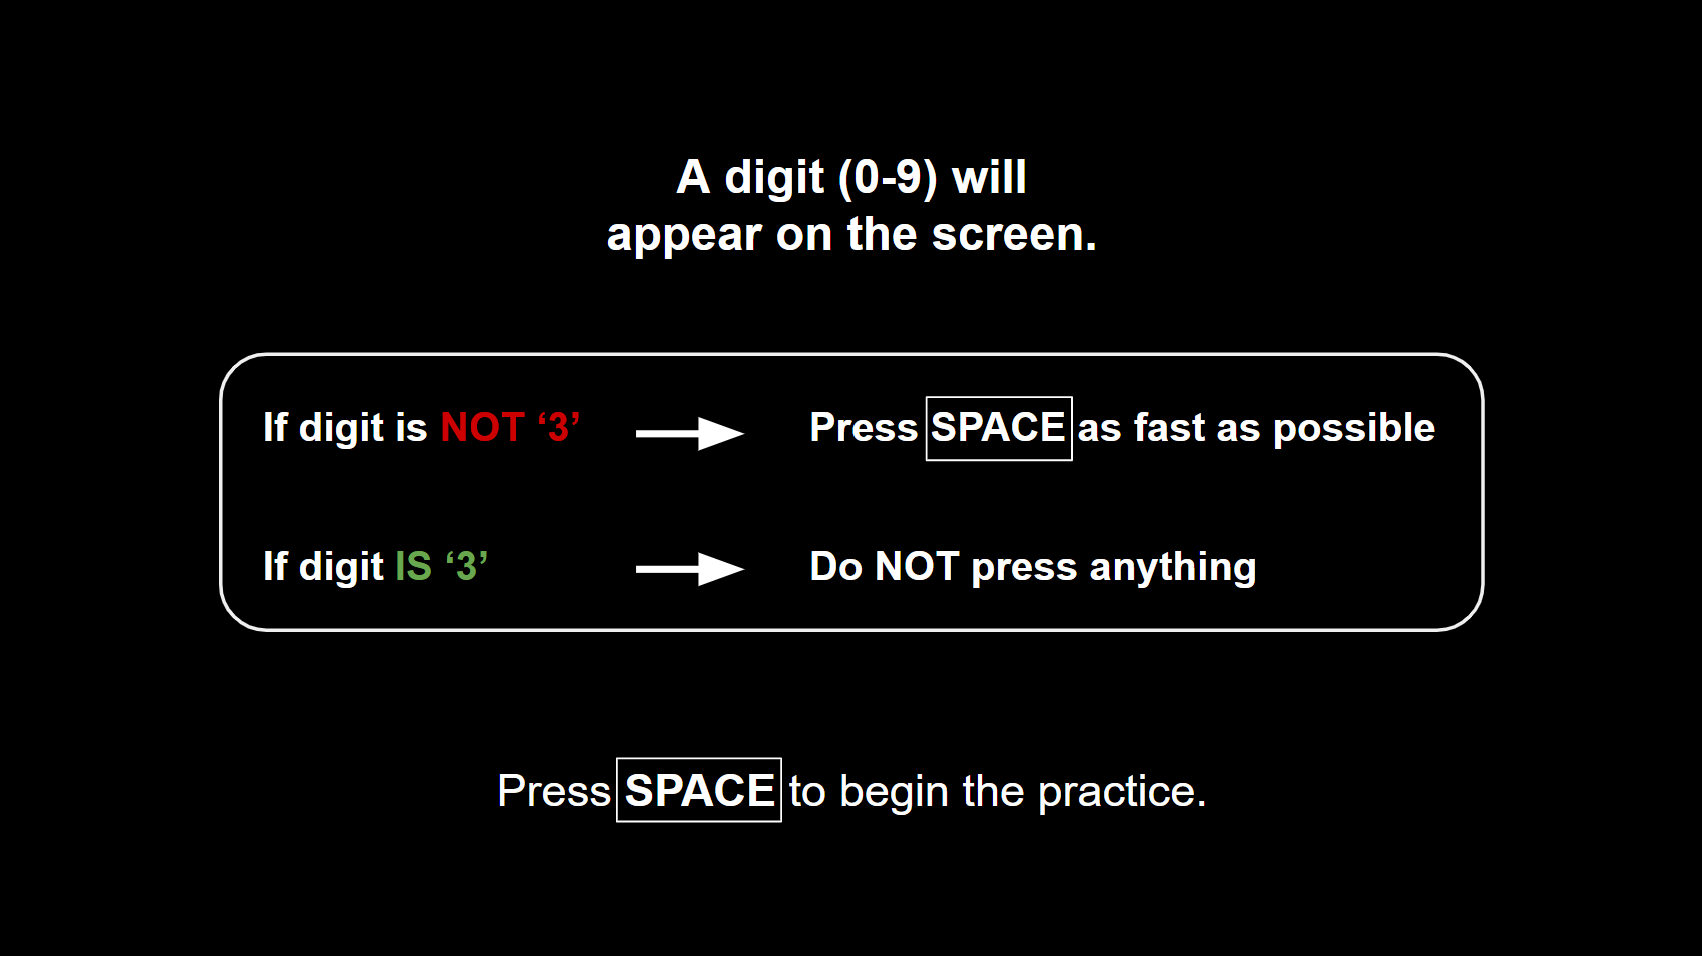 A digit (0-9) will
appear on the screen.
If digit is NOT ‘3’ Press SPACE as fast as possible
If digit IS ‘3’ Do NOT press anything
Press SPACE to begin the practice.